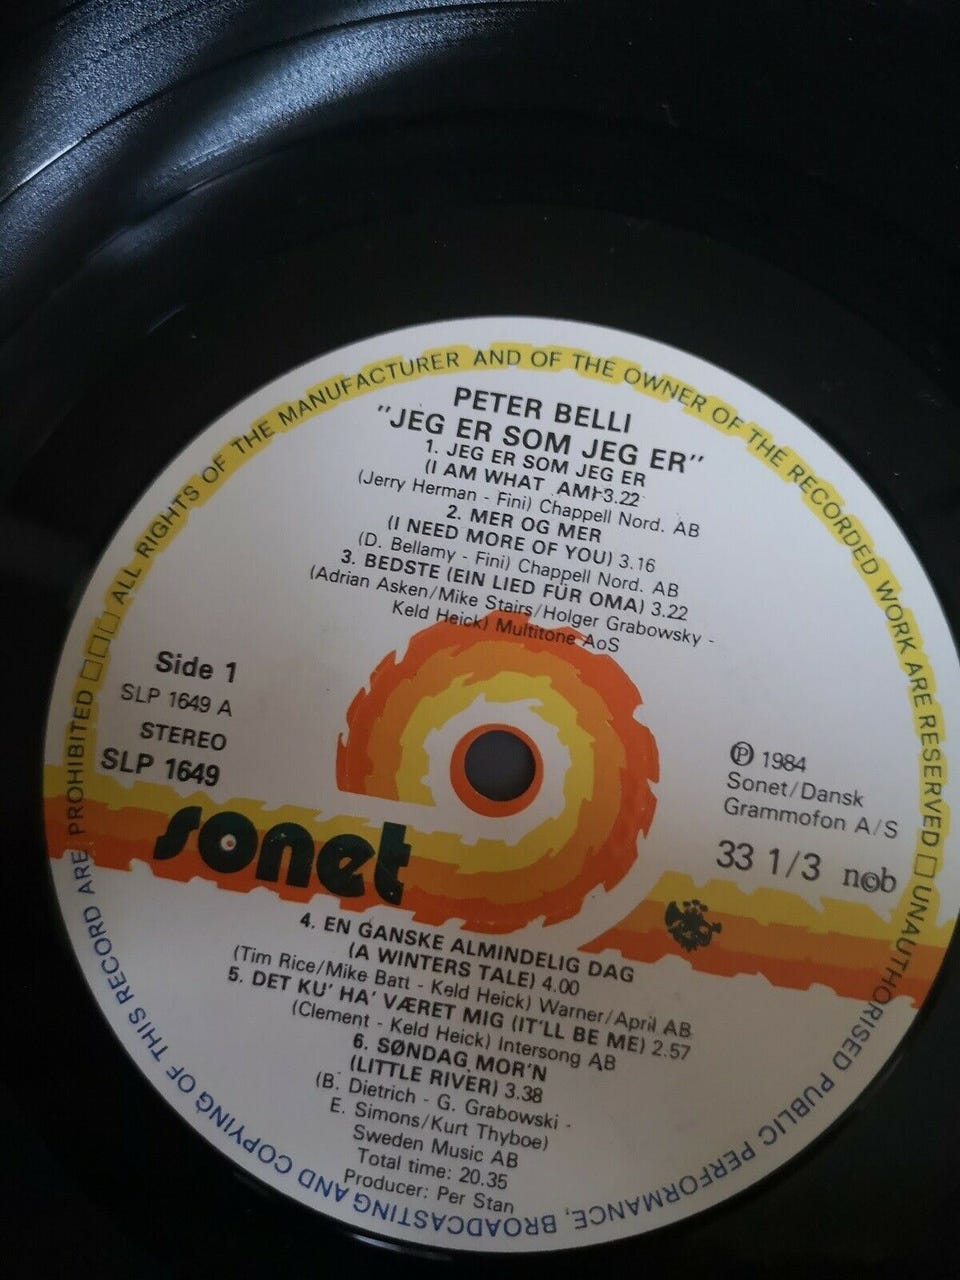 PETER BELLI
"JEG ER SOM JEG ER"
1. JEG ER SOM JEG ER
(I AM WHAT AMI-3.22
(Jerry Herman - Fini) Chappell Nord. AB
2. MER OG MER
(I NEED MORE OF YOU) 3.16
(D. Bellamy - Fini) Chappell Nord. AB
3. BEDSTE (EIN LIED FÜR OMA) 3.22
(Adrian Asken/Mike Stairs/Holger Grabowsky -
Keld Heick) Multitone AoS
Side 1
SLP 1649 A
STEREO
SLP 1649
℗ 1984
Sonet/Dansk
Grammofon A/S
33 1/3 n©b
sonet
4. EN GANSKE ALMINDELIG DAG
(A WINTERS TALE) 4.00
(Tim Rice/Mike Batt - Keld Heick) Warner/April AB
5. DET KU' HA' VÆRET MIG (IT'LL BE ME) 2.57
(Clement - Keld Heick) Intersong AB
6. SØNDAG MOR'N
(LITTLE RIVER) 3.38
(B. Dietrich - G. Grabowski -
E. Simons/Kurt Thyboe)
Sweden Music AB
Total time: 20.35
Producer: Per Stan
ALL RIGHTS OF THE MANUFACTURER AND OF THE OWNER OF THE RECORDED WORK ARE RESERVED □ UNAUTHORISED PUBLIC PERFORMANCE, BROADCASTING AND COPYING OF THIS RECORD ARE PROHIBITED □□□